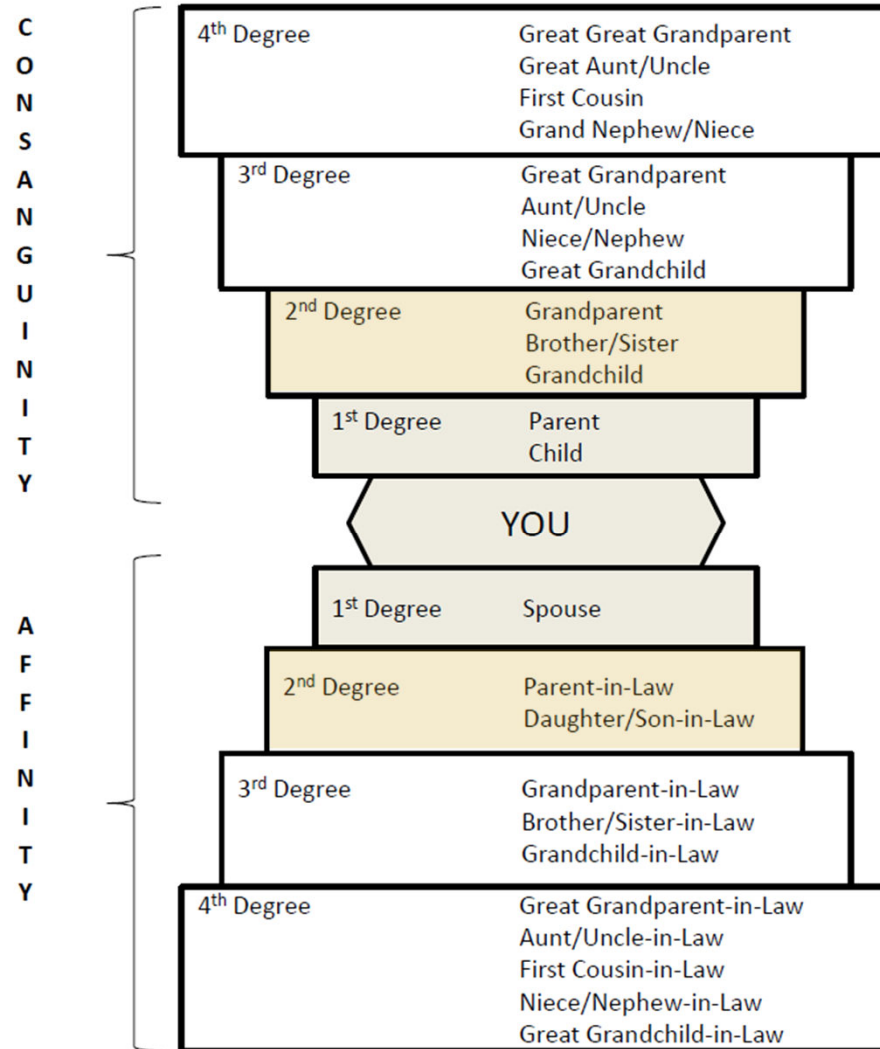 CONSANGUINITY
4th Degree Great Great Grandparent
Great Aunt/Uncle
First Cousin
Grand Nephew/Niece
3rd Degree Great Grandparent
Aunt/Uncle
Niece/Nephew
Great Grandchild
2nd Degree Grandparent
Brother/Sister
Grandchild
1st Degree Parent
Child
YOU
AFFINITY
1st Degree Spouse
2nd Degree Parent-in-Law
Daughter/Son-in-Law
3rd Degree Grandparent-in-Law
Brother/Sister-in-Law
Grandchild-in-Law
4th Degree Great Grandparent-in-Law
Aunt/Uncle-in-Law
First Cousin-in-Law
Niece/Nephew-in-Law
Great Grandchild-in-Law